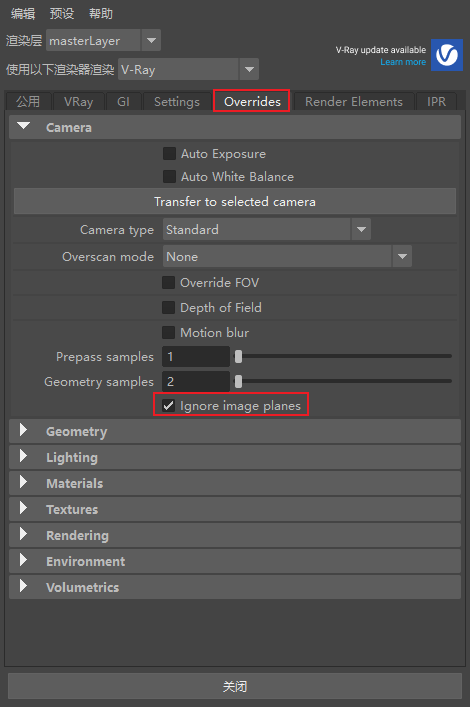 编辑 预设 帮助
渲染层 masterLayer
V-Ray update available
使用以下渲染器渲染 V-Ray
Learn more
公用 VRay GI Settings Overrides Render Elements IPR
Camera
Auto Exposure
Auto White Balance
Transfer to selected camera
Camera type Standard
Overscan mode None
Override FOV
Depth of Field
Motion blur
Prepass samples 1
Geometry samples 2
Ignore image planes
Geometry
Lighting
Materials
Textures
Rendering
Environment
Volumetrics
关闭